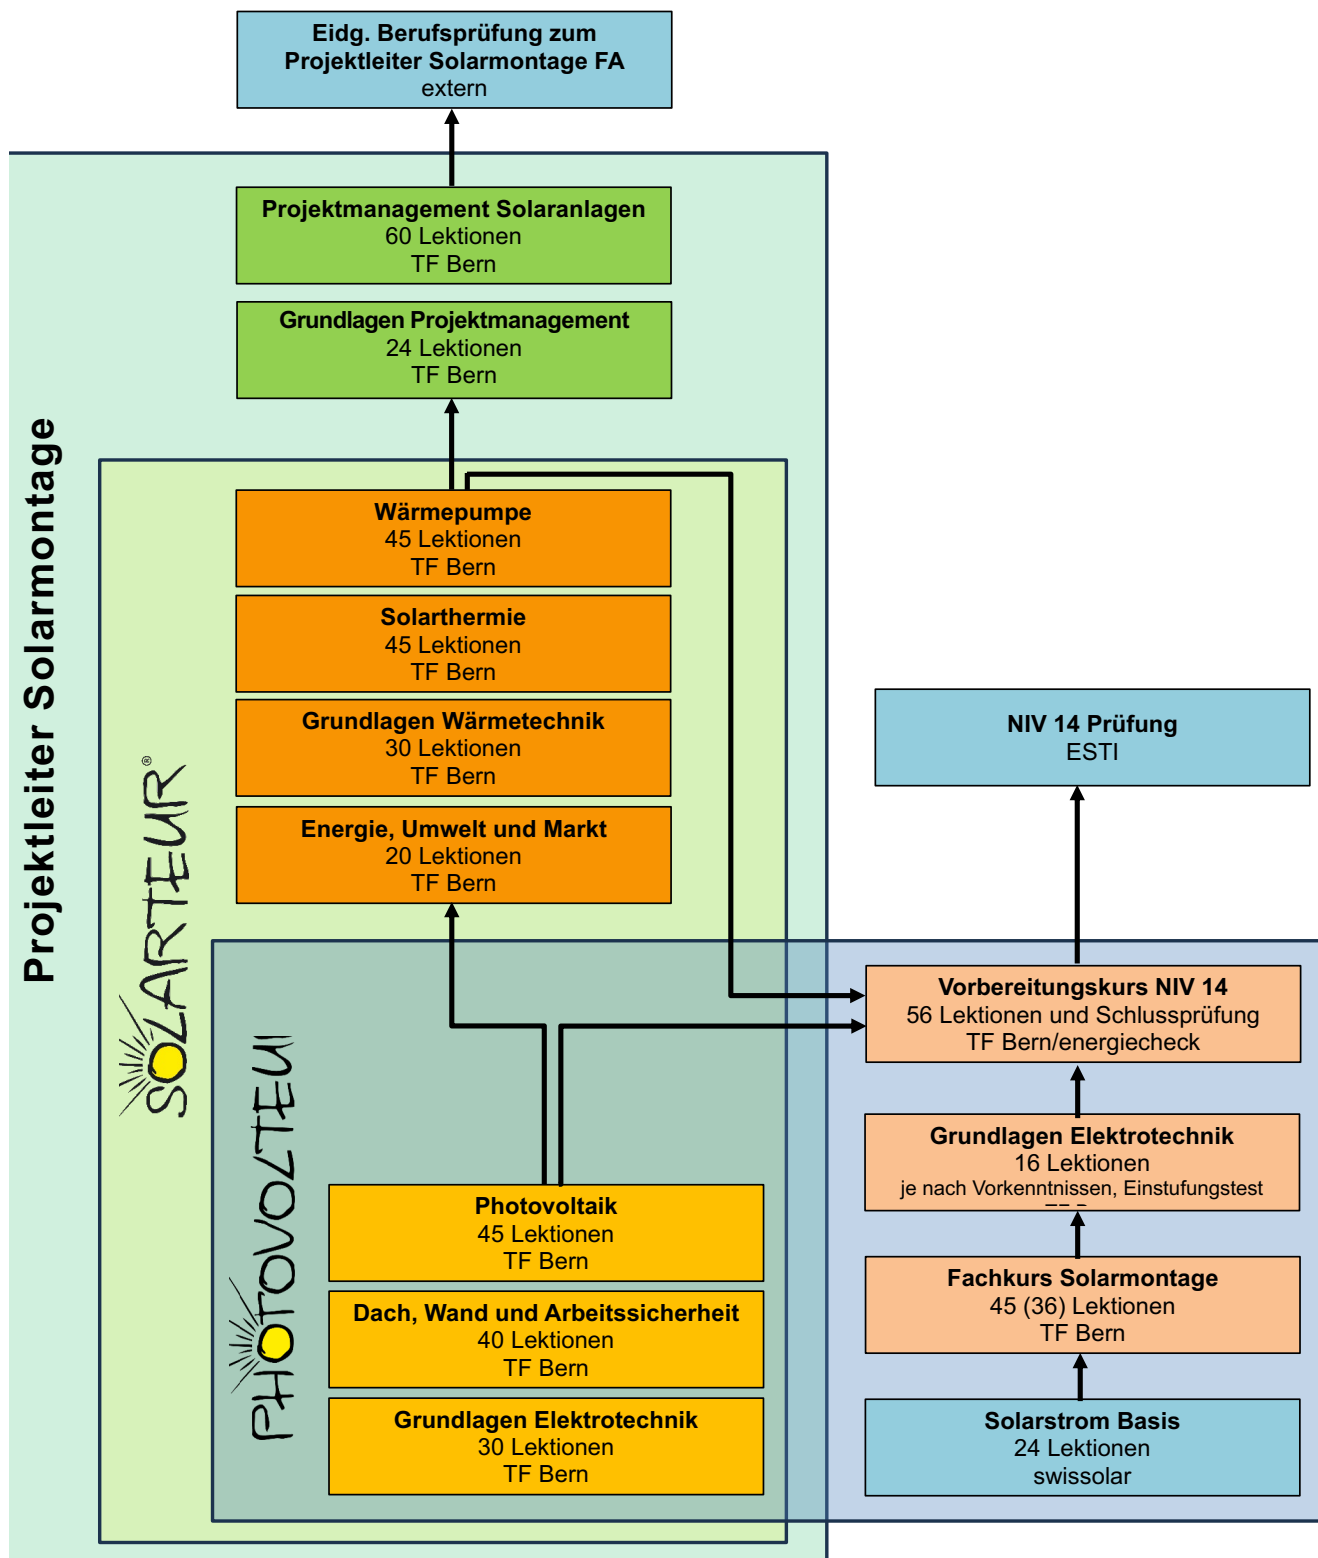 Eidg. Berufsprüfung zum
Projektleiter Solarmontage FA
extern
Projektmanagement Solaranlagen
60 Lektionen
TF Bern
Grundlagen Projektmanagement
24 Lektionen
TF Bern
Projektleiter Solarmontage
Wärmepumpe
45 Lektionen
TF Bern
Solarthermie
45 Lektionen
TF Bern
Grundlagen Wärmetechnik
30 Lektionen
TF Bern
Energie, Umwelt und Markt
20 Lektionen
TF Bern
SOLARTEUR®
NIV 14 Prüfung
ESTI
Vorbereitungskurs NIV 14
56 Lektionen und Schlussprüfung
TF Bern/energiecheck
Grundlagen Elektrotechnik
16 Lektionen
je nach Vorkenntnissen, Einstufungstest
Fachkurs Solarmontage
45 (36) Lektionen
TF Bern
Solarstrom Basis
24 Lektionen
swissolar
Photovoltaik
45 Lektionen
TF Bern
Dach, Wand und Arbeitssicherheit
40 Lektionen
TF Bern
Grundlagen Elektrotechnik
30 Lektionen
TF Bern